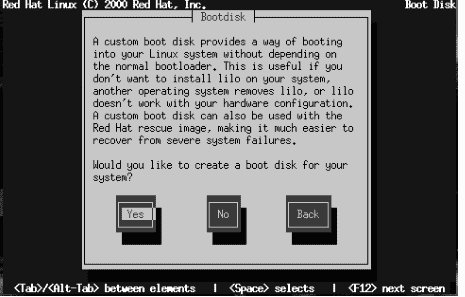 Red Hat Linux (C) 2000 Red Hat, Inc. Boot Disk
Bootdisk
A custom boot disk provides a way of booting
into your Linux system without depending on
the normal bootloader. This is useful if you
don't want to install lilo on your system,
another operating system removes lilo, or lilo
doesn't work with your hardware configuration.
A custom boot disk can also be used with the
Red Hat rescue image, making it much easier to
recover from severe system failures.
Would you like to create a boot disk for your
system?
Yes No Back
<Tab>/<Alt-Tab> between elements | <Space> selects | <F12> next screen